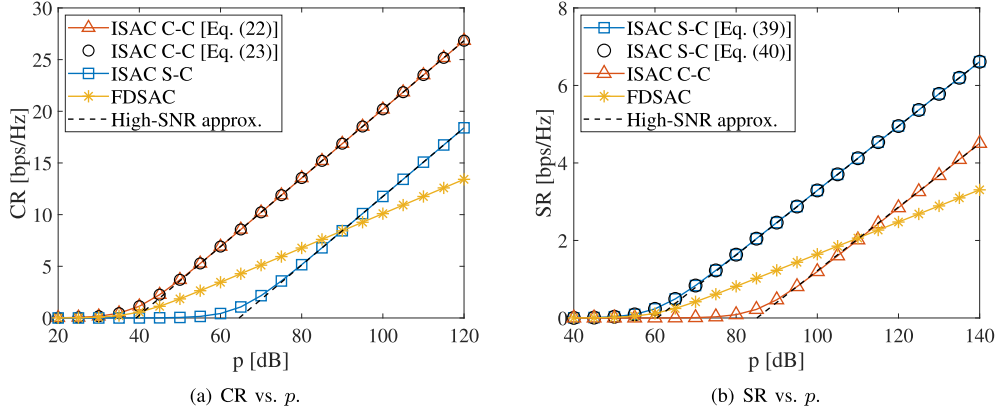 30
25
20
15
10
5
0
CR [bps/Hz]
ISAC C-C [Eq. (22)]
ISAC C-C [Eq. (23)]
ISAC S-C
FDSAC
High-SNR approx.
20 40 60 80 100 120
p [dB]
(a) CR vs. p.
8
6
4
2
0
SR [bps/Hz]
ISAC S-C [Eq. (39)]
ISAC S-C [Eq. (40)]
ISAC C-C
FDSAC
High-SNR approx.
40 60 80 100 120 140
p [dB]
(b) SR vs. p.